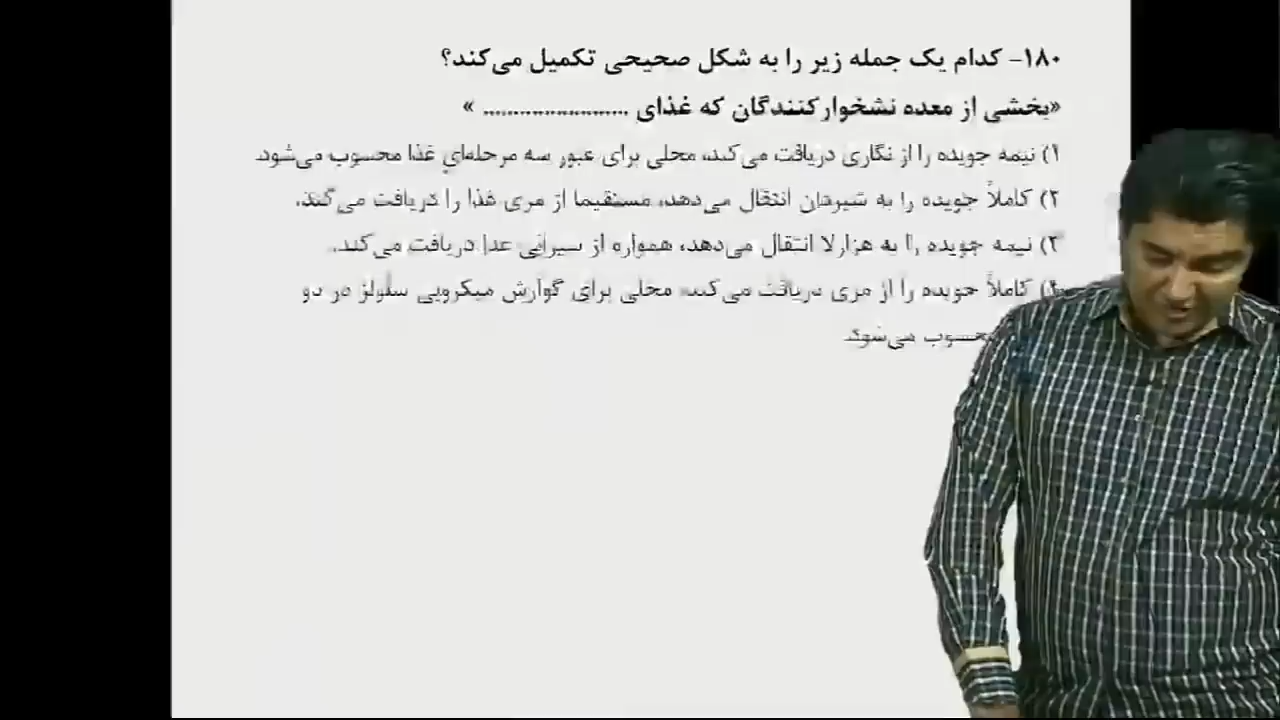 ۱۸۰- کدام یک جمله زیر را به شکل صحیحی تکمیل می‌کند؟
«بخشی از معده نشخوارکنندگان که غذای ........................ »
۱) نیمه جویده را از نگاری دریافت می‌کند، محلی برای عبور سه مرحله‌ای غذا محسوب می‌شود.
۲) کاملاً جویده را به شیردان انتقال می‌دهد، مستقیما از مری غذا را دریافت می‌کند.
۳) نیمه جویده را به هزارلا انتقال می‌دهد، همواره از سیرابی غذا دریافت می‌کند.
۴) کاملاً جویده را از مری دریافت می‌کند، محلی برای گوارش میکروبی سلولز در دو
محسوب می‌شود.